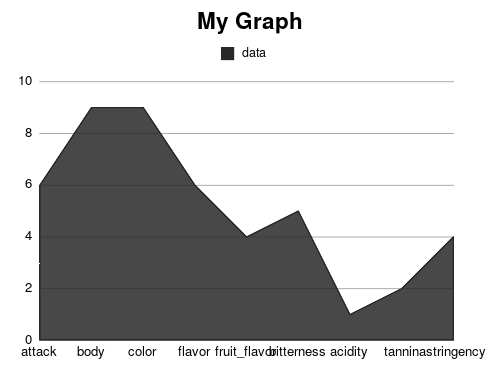 My Graph
data
10
8
6
4
2
0
attack body color flavor fruit_flavor bitterness acidity tannin astringency